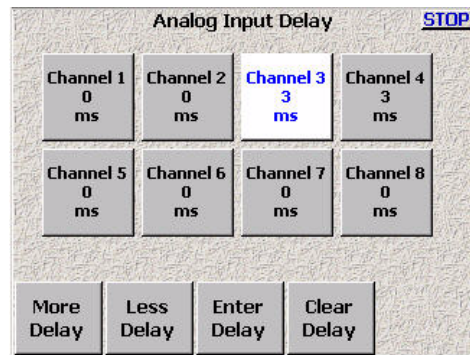 Analog Input Delay
STOP
Channel 1
0
ms
Channel 2
0
ms
Channel 3
3
ms
Channel 4
3
ms
Channel 5
0
ms
Channel 6
0
ms
Channel 7
0
ms
Channel 8
0
ms
More
Delay
Less
Delay
Enter
Delay
Clear
Delay